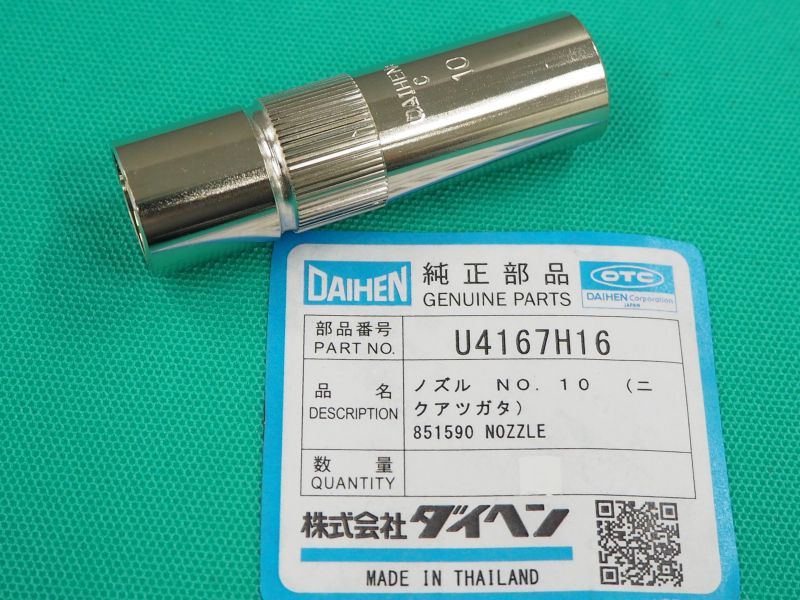 10
DAIHEN
C
DAIHEN 純正部品 OTC
GENUINE PARTS DAIHEN Corporation
JAPAN
部品番号
PART NO. U4167H16
品名 ノズル NO. 10 (ニ
クアツガタ)
DESCRIPTION 851590 NOZZLE
数量
QUANTITY
株式会社ダイヘン
MADE IN THAILAND